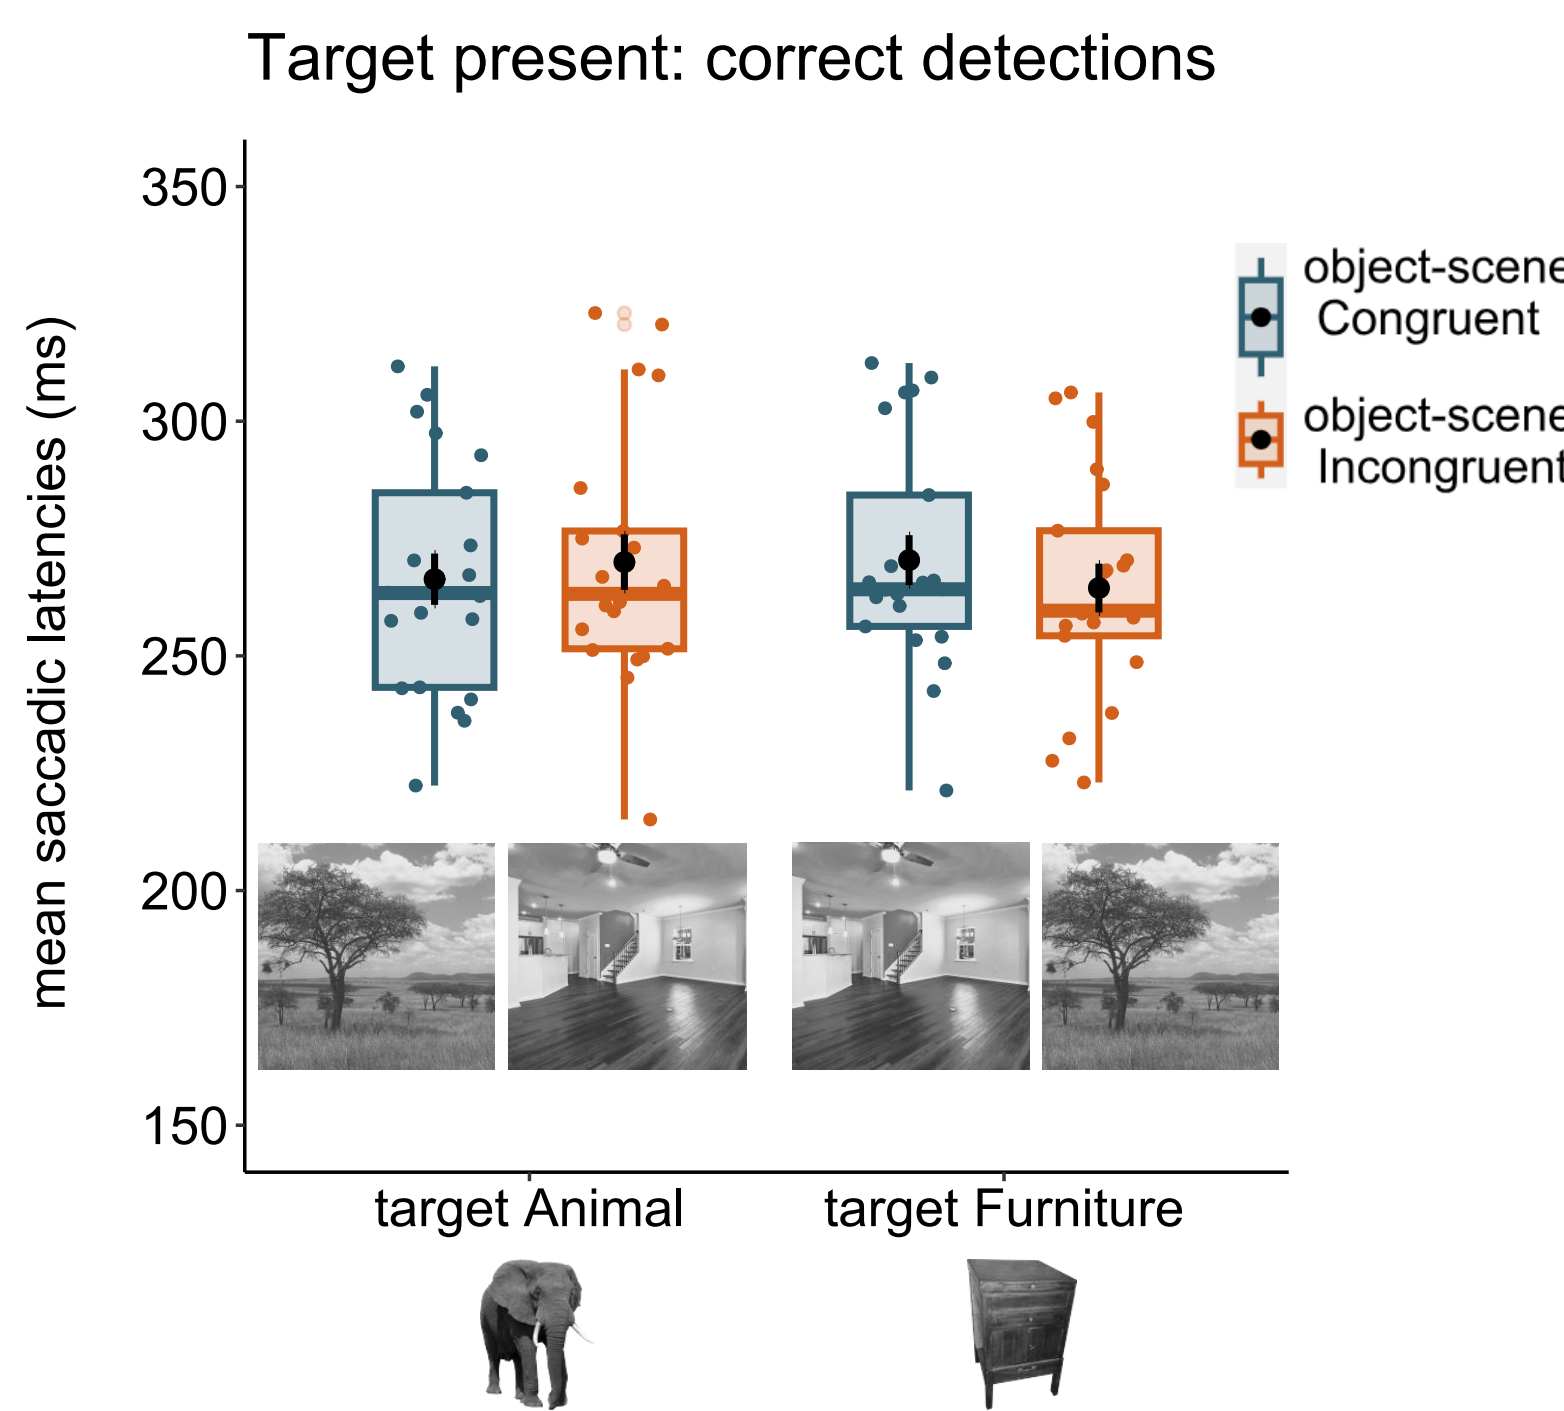 Target present: correct detections
mean saccadic latencies (ms)
350
300
250
200
150
object-scene
Congruent
object-scene
Incongruent
target Animal
target Furniture